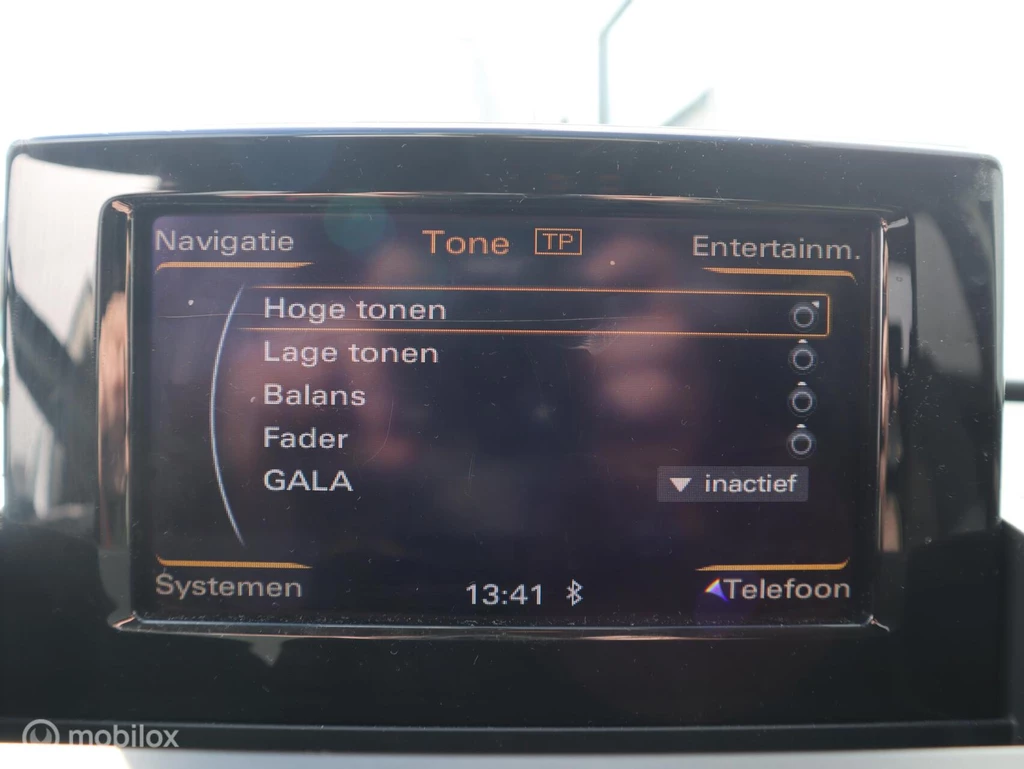 Navigatie
Tone TP
Entertainm.
Hoge tonen
Lage tonen
Balans
Fader
GALA
inactief
Systemen
13:41
Telefoon
mobilox